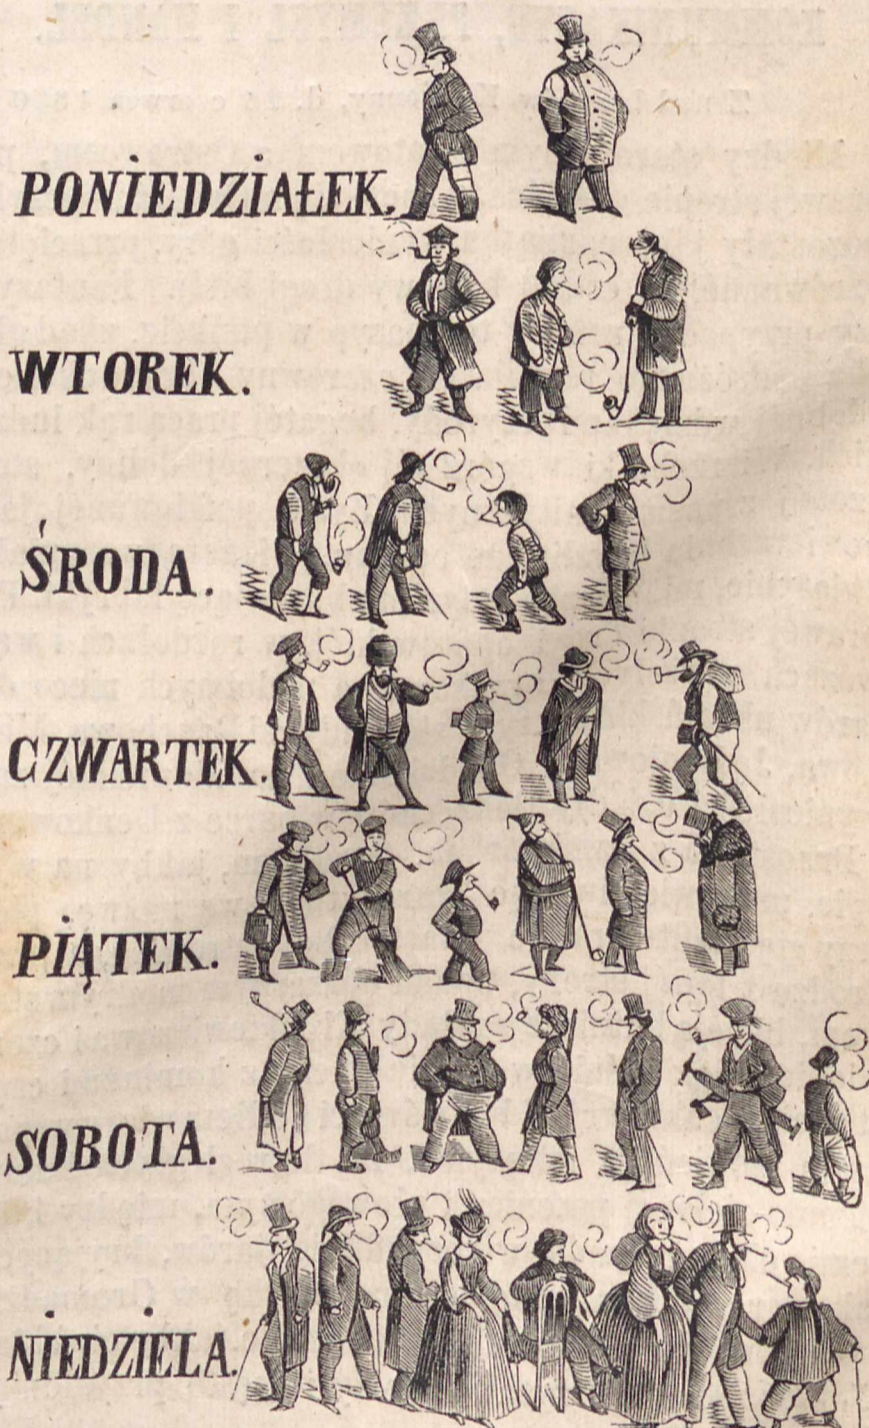 PONIEDZIAŁEK.
WTOREK.
ŚRODA.
CZWARTEK.
PIĄTEK.
SOBOTA.
NIEDZIELA.